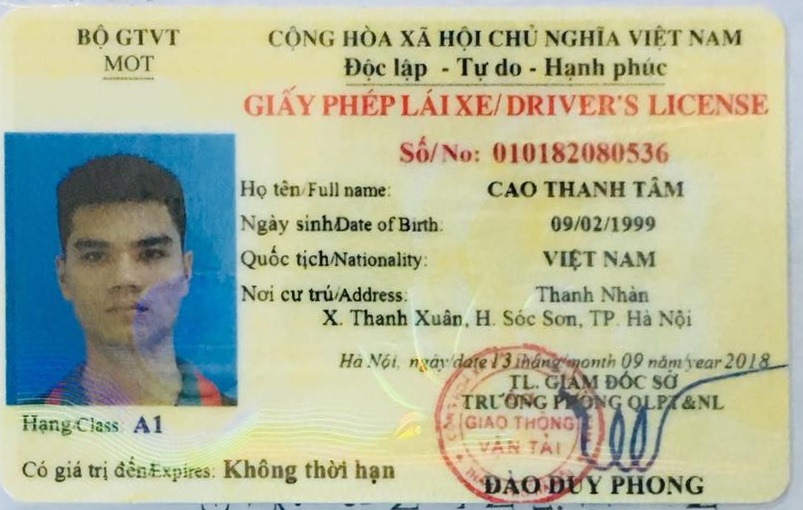 BỘ GTVT
MOT
CỘNG HÒA XÃ HỘI CHỦ NGHĨA VIỆT NAM
Độc lập - Tự do - Hạnh phúc
GIẤY PHÉP LÁI XE/DRIVER'S LICENSE
Số/No: 010182080536
Họ tên/Full name: CAO THANH TÂM
Ngày sinh/Date of Birth: 09/02/1999
Quốc tịch/Nationality: VIỆT NAM
Nơi cư trú/Address: Thanh Nhàn
X. Thanh Xuân, H. Sóc Sơn, TP. Hà Nội
Hà Nội, ngày/date 13 tháng/month 09 năm/year 2018
TL. GIÁM ĐỐC SỞ
TRƯỞNG PHÒNG QLPT&NL
GIAO THÔNG
VẬN TẢI
Hạng/Class: A1
Có giá trị đến/Expires: Không thời hạn
ĐÀO DUY PHONG